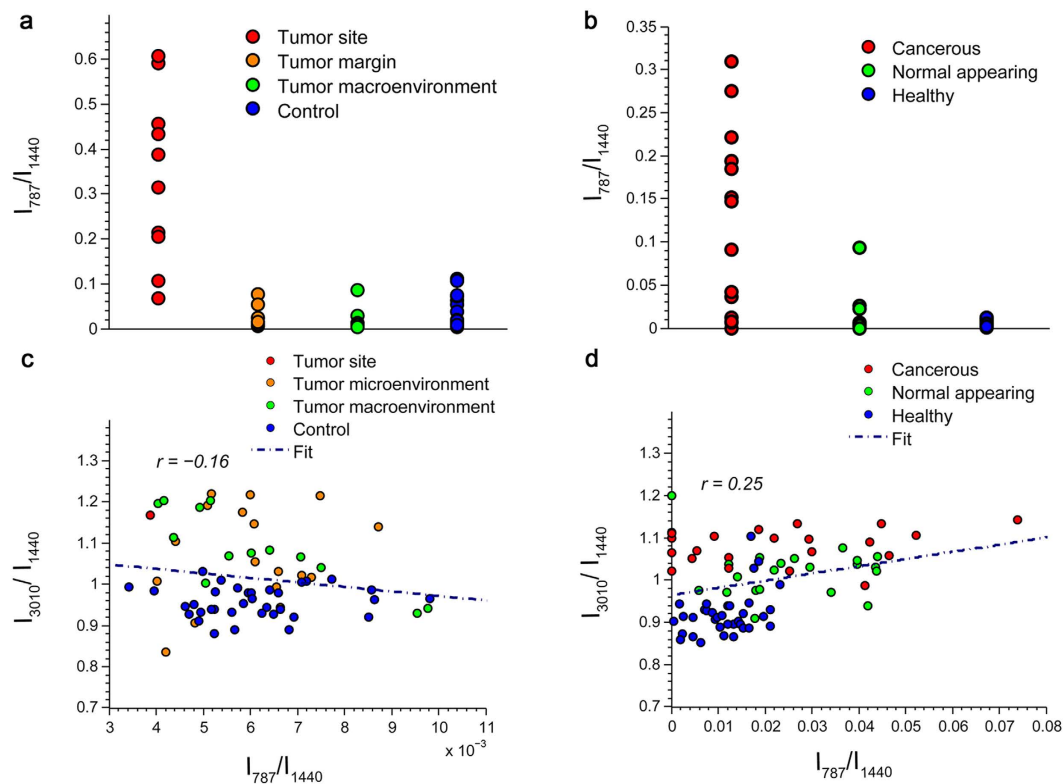 a
Tumor site
Tumor margin
Tumor macroenvironment
Control
0.6
0.5
0.4
0.3
0.2
0.1
0
I787/I1440
b
Cancerous
Normal appearing
Healthy
0.35
0.3
0.25
0.2
0.15
0.1
0.05
0
I787/I1440
c
Tumor site
Tumor microenvironment
Tumor macroenvironment
Control
Fit
r = −0.16
1.3
1.2
1.1
1
0.9
0.8
0.7
I3010/ I1440
3 4 5 6 7 8 9 10 11
x 10⁻³
I787/I1440
d
Cancerous
Normal appearing
Healthy
Fit
r = 0.25
1.4
1.3
1.2
1.1
1
0.9
0.8
0.7
I3010/ I1440
0 0.01 0.02 0.03 0.04 0.05 0.06 0.07 0.08
I787/I1440